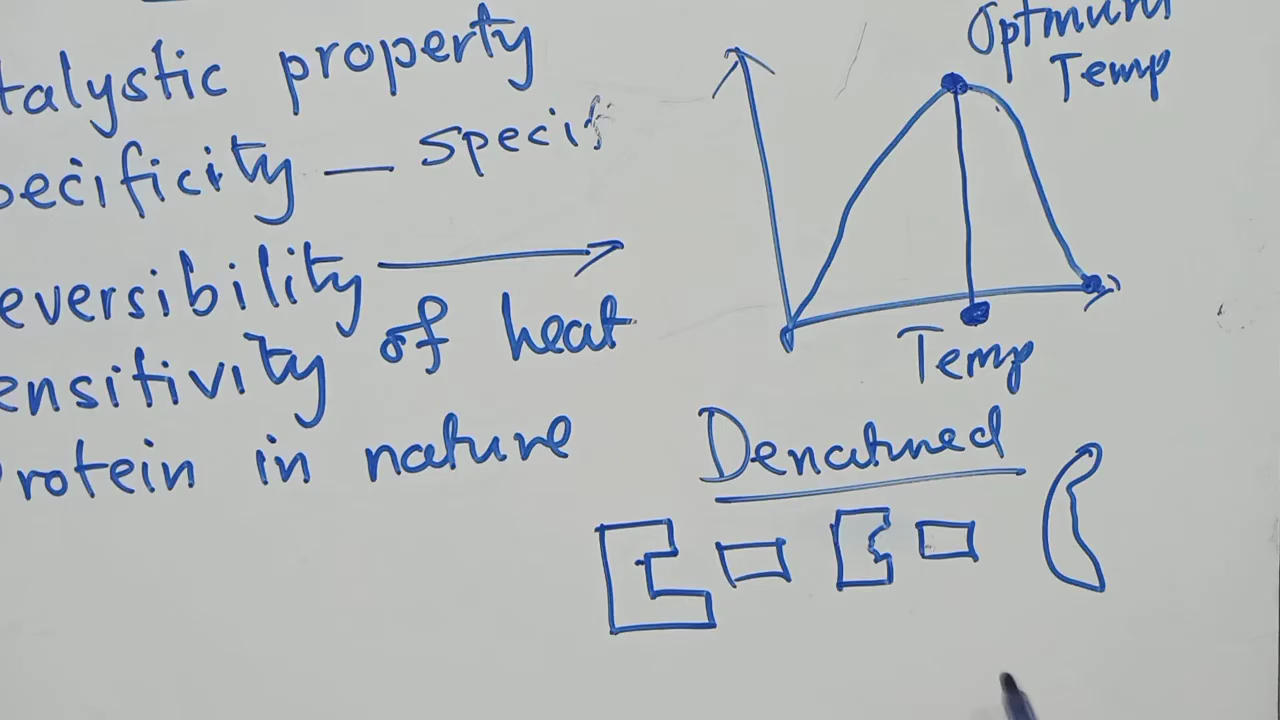 talystic property
pecificity — specif
eversibility
ensitivity of heat
rotein in nature
Optmum
Temp
Temp
Denatured